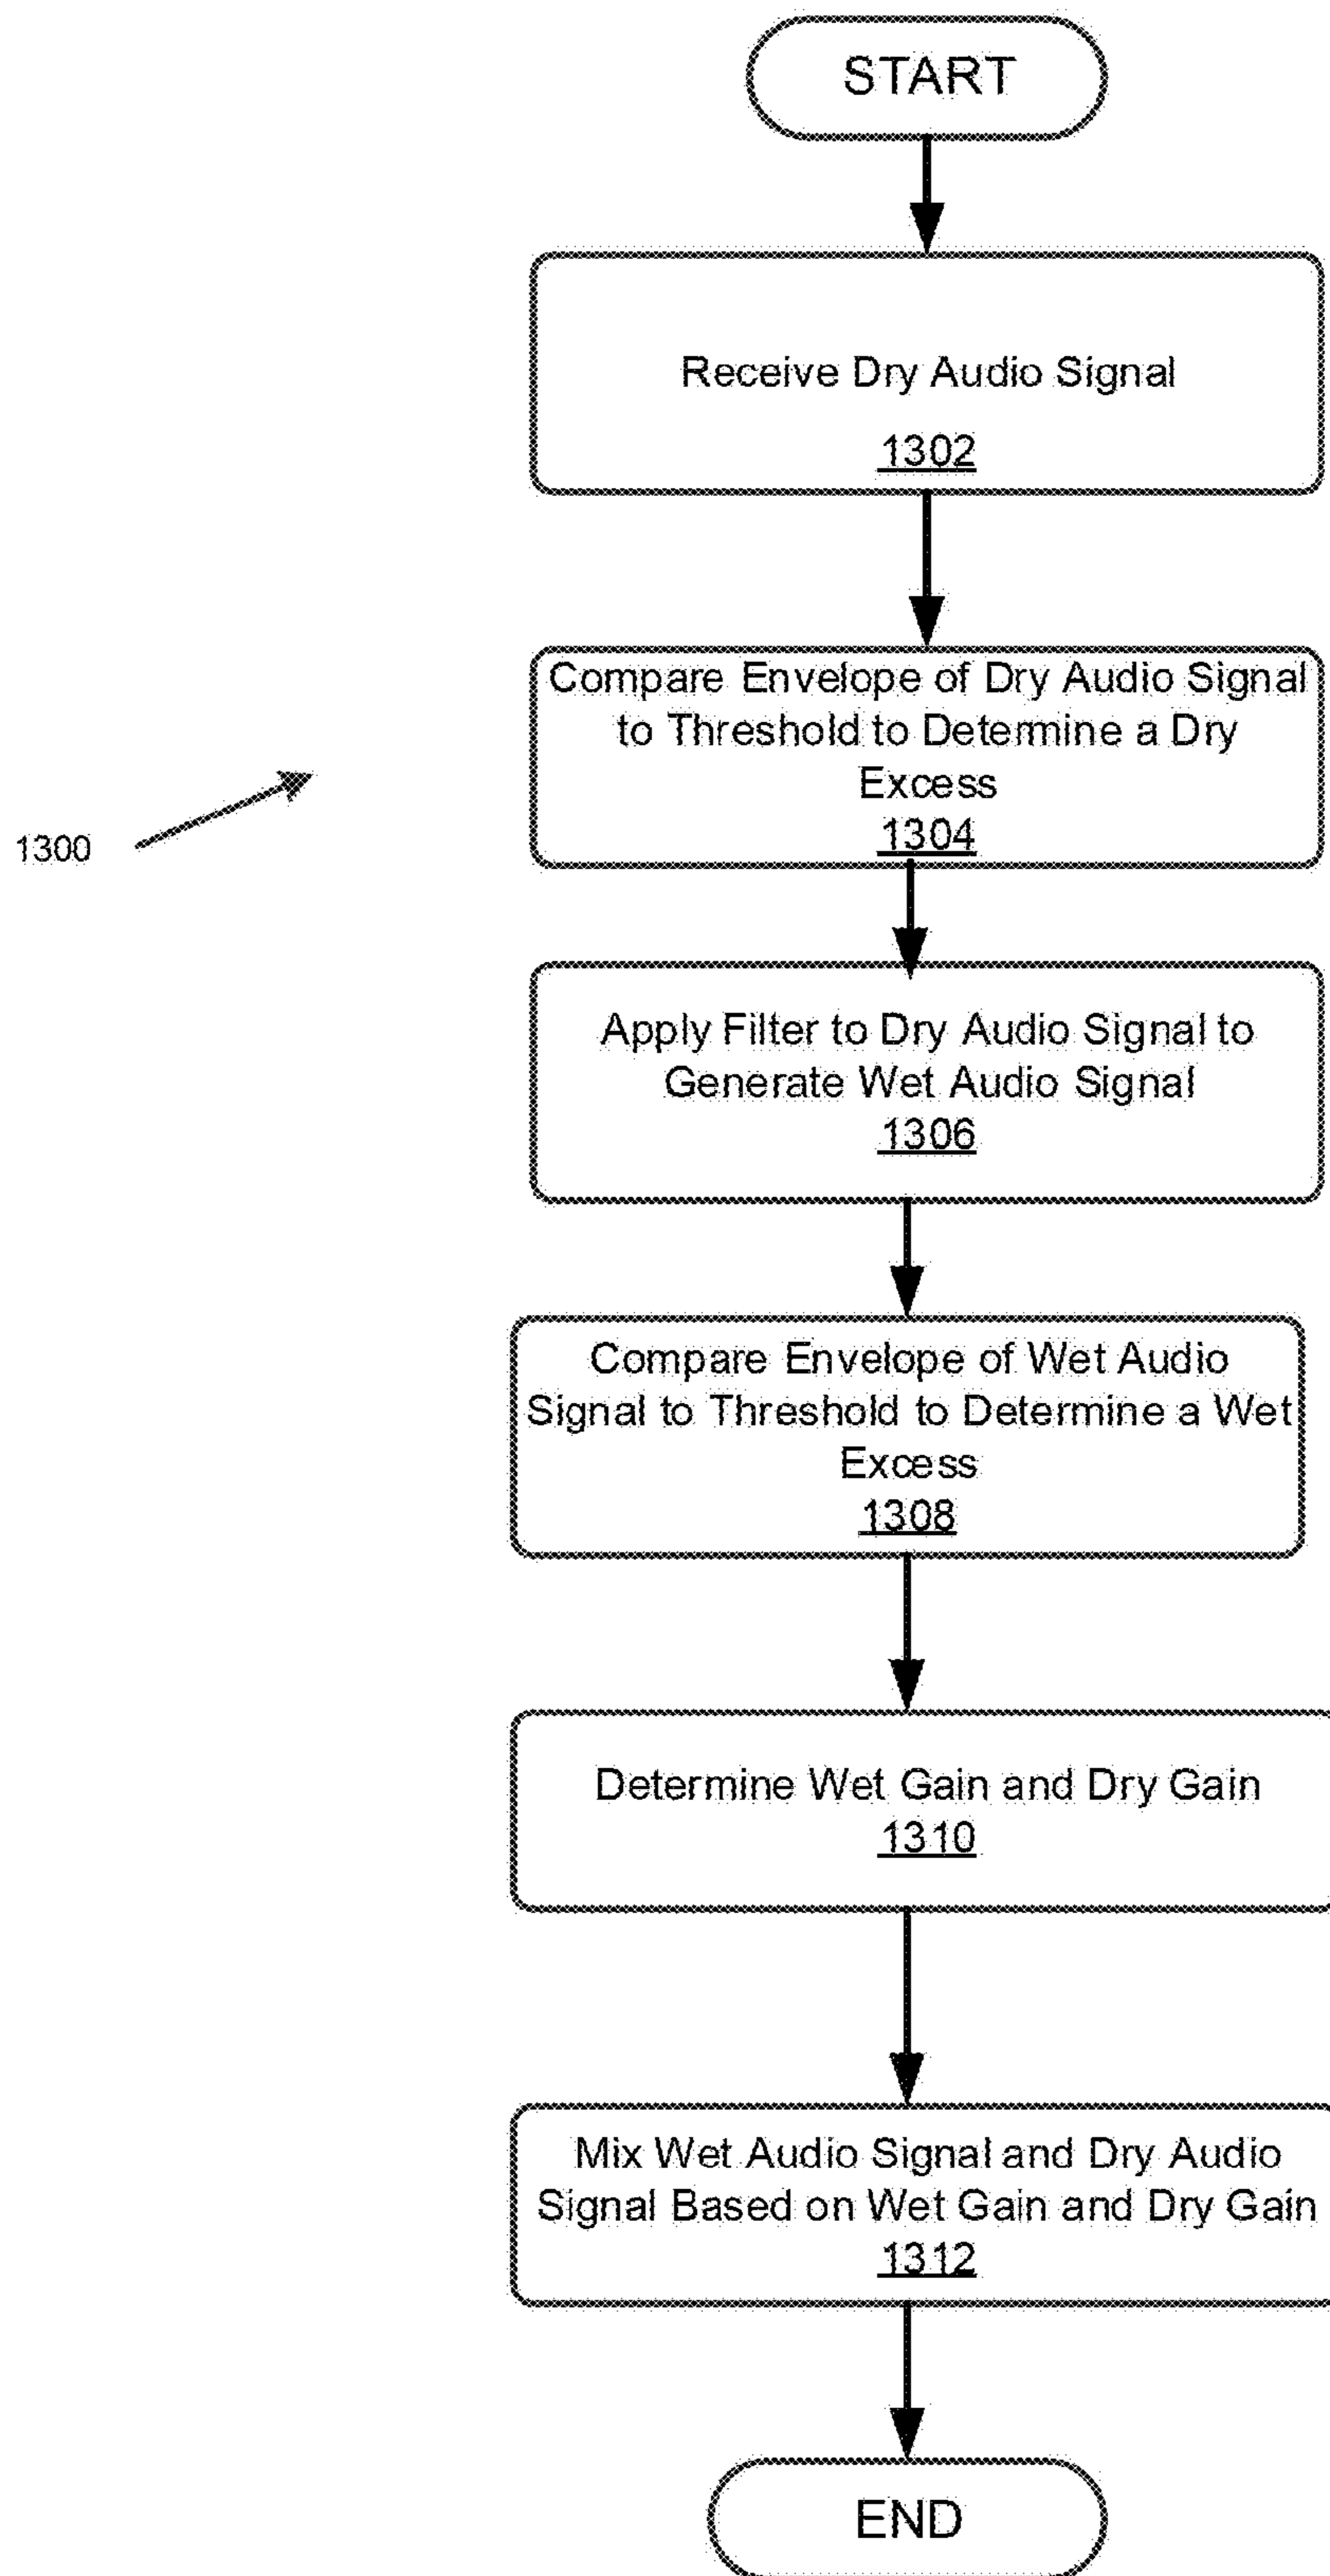 START
Receive Dry Audio Signal
1302
Compare Envelope of Dry Audio Signal
to Threshold to Determine a Dry
Excess
1304
1300
Apply Filter to Dry Audio Signal to
Generate Wet Audio Signal
1306
Compare Envelope of Wet Audio
Signal to Threshold to Determine a Wet
Excess
1308
Determine Wet Gain and Dry Gain
1310
Mix Wet Audio Signal and Dry Audio
Signal Based on Wet Gain and Dry Gain
1312
END